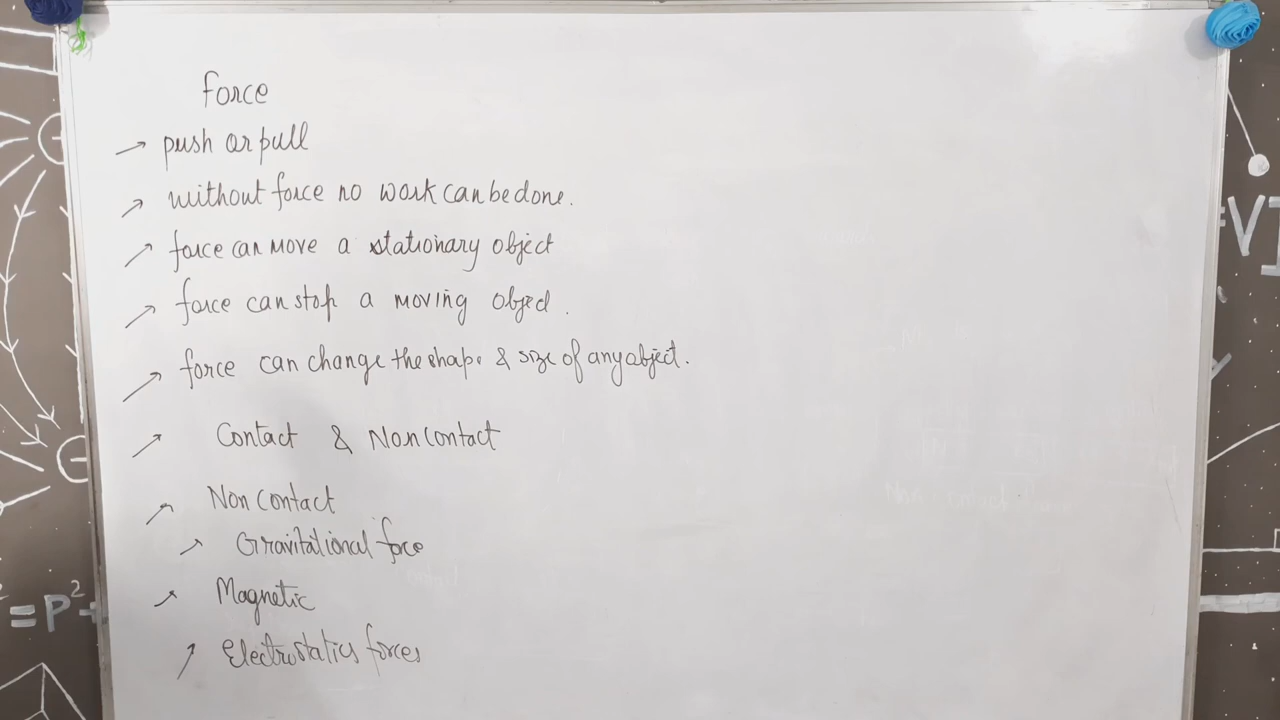 force
→ push or pull
→ without force no work can be done.
→ force can move a stationary object
→ force can stop a moving object.
→ force can change the shape & size of any object.
→ Contact & Non Contact
→ Non contact
→ Gravitational force
→ Magnetic
→ Electrostatics forces
=P²+
=VI